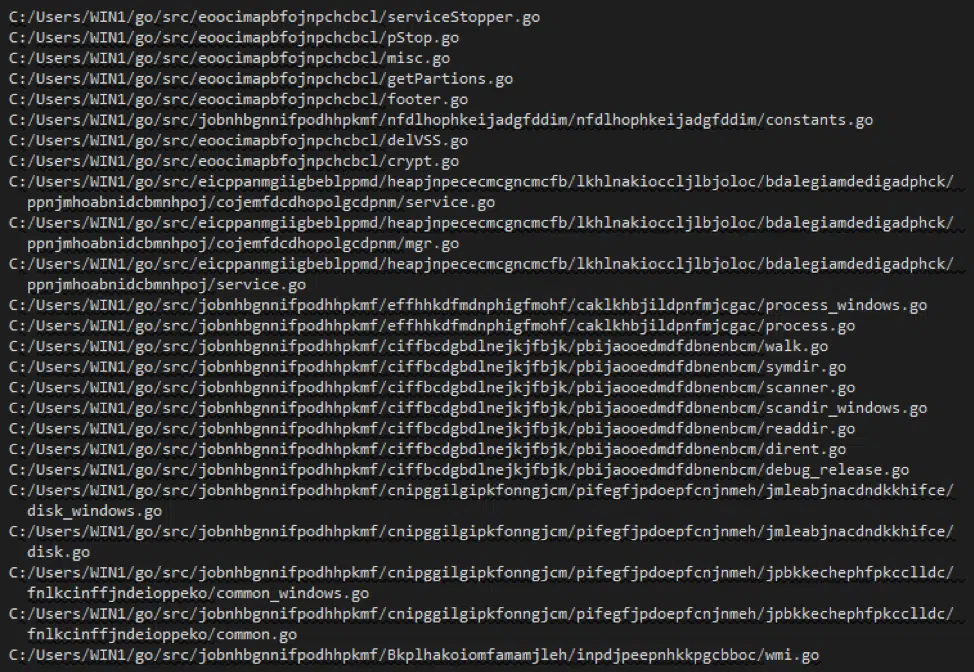 C:/Users/WIN1/go/src/eoocimapbfojnpchcbcl/serviceStopper.go
C:/Users/WIN1/go/src/eoocimapbfojnpchcbcl/pStop.go
C:/Users/WIN1/go/src/eoocimapbfojnpchcbcl/misc.go
C:/Users/WIN1/go/src/eoocimapbfojnpchcbcl/getPartions.go
C:/Users/WIN1/go/src/eoocimapbfojnpchcbcl/footer.go
C:/Users/WIN1/go/src/jobnhbgnnifpodhhpkmf/nfdlhophkeijadgfddim/nfdlhophkeijadgfddim/constants.go
C:/Users/WIN1/go/src/eoocimapbfojnpchcbcl/delVSS.go
C:/Users/WIN1/go/src/eoocimapbfojnpchcbcl/crypt.go
C:/Users/WIN1/go/src/eicppanmgiigbeblppmd/heapjnpececmcgncmcfb/lkhlnakioccljlbjoloc/bdalegiamdedigadphck/
ppnjmhoabnidcbmnhpoj/cojemfdcdhopolgcdpnm/service.go
C:/Users/WIN1/go/src/eicppanmgiigbeblppmd/heapjnpececmcgncmcfb/lkhlnakioccljlbjoloc/bdalegiamdedigadphck/
ppnjmhoabnidcbmnhpoj/cojemfdcdhopolgcdpnm/mgr.go
C:/Users/WIN1/go/src/eicppanmgiigbeblppmd/heapjnpececmcgncmcfb/lkhlnakioccljlbjoloc/bdalegiamdedigadphck/
ppnjmhoabnidcbmnhpoj/service.go
C:/Users/WIN1/go/src/jobnhbgnnifpodhhpkmf/effhhkdfmdnphigfmohf/caklkhbjildpnfmjcgac/process_windows.go
C:/Users/WIN1/go/src/jobnhbgnnifpodhhpkmf/effhhkdfmdnphigfmohf/caklkhbjildpnfmjcgac/process.go
C:/Users/WIN1/go/src/jobnhbgnnifpodhhpkmf/ciffbcdgbdlnejkjfbjk/pbijaooedmdfdbnenbcm/walk.go
C:/Users/WIN1/go/src/jobnhbgnnifpodhhpkmf/ciffbcdgbdlnejkjfbjk/pbijaooedmdfdbnenbcm/symdir.go
C:/Users/WIN1/go/src/jobnhbgnnifpodhhpkmf/ciffbcdgbdlnejkjfbjk/pbijaooedmdfdbnenbcm/scanner.go
C:/Users/WIN1/go/src/jobnhbgnnifpodhhpkmf/ciffbcdgbdlnejkjfbjk/pbijaooedmdfdbnenbcm/scandir_windows.go
C:/Users/WIN1/go/src/jobnhbgnnifpodhhpkmf/ciffbcdgbdlnejkjfbjk/pbijaooedmdfdbnenbcm/readdir.go
C:/Users/WIN1/go/src/jobnhbgnnifpodhhpkmf/ciffbcdgbdlnejkjfbjk/pbijaooedmdfdbnenbcm/dirent.go
C:/Users/WIN1/go/src/jobnhbgnnifpodhhpkmf/ciffbcdgbdlnejkjfbjk/pbijaooedmdfdbnenbcm/debug_release.go
C:/Users/WIN1/go/src/jobnhbgnnifpodhhpkmf/cnipggilgipkfonngjcm/pifegfjpdoepfcnjnmeh/jmleabjnacdndkkhifce/
disk_windows.go
C:/Users/WIN1/go/src/jobnhbgnnifpodhhpkmf/cnipggilgipkfonngjcm/pifegfjpdoepfcnjnmeh/jmleabjnacdndkkhifce/
disk.go
C:/Users/WIN1/go/src/jobnhbgnnifpodhhpkmf/cnipggilgipkfonngjcm/pifegfjpdoepfcnjnmeh/jpbkkechephfpkcclldc/
fnlkcinffjndeioppeko/common_windows.go
C:/Users/WIN1/go/src/jobnhbgnnifpodhhpkmf/cnipggilgipkfonngjcm/pifegfjpdoepfcnjnmeh/jpbkkechephfpkcclldc/
fnlkcinffjndeioppeko/common.go
C:/Users/WIN1/go/src/jobnhbgnnifpodhhpkmf/Bkplhakoiomfamamjleh/inpdjpeepnhkkpgcbboc/wmi.go